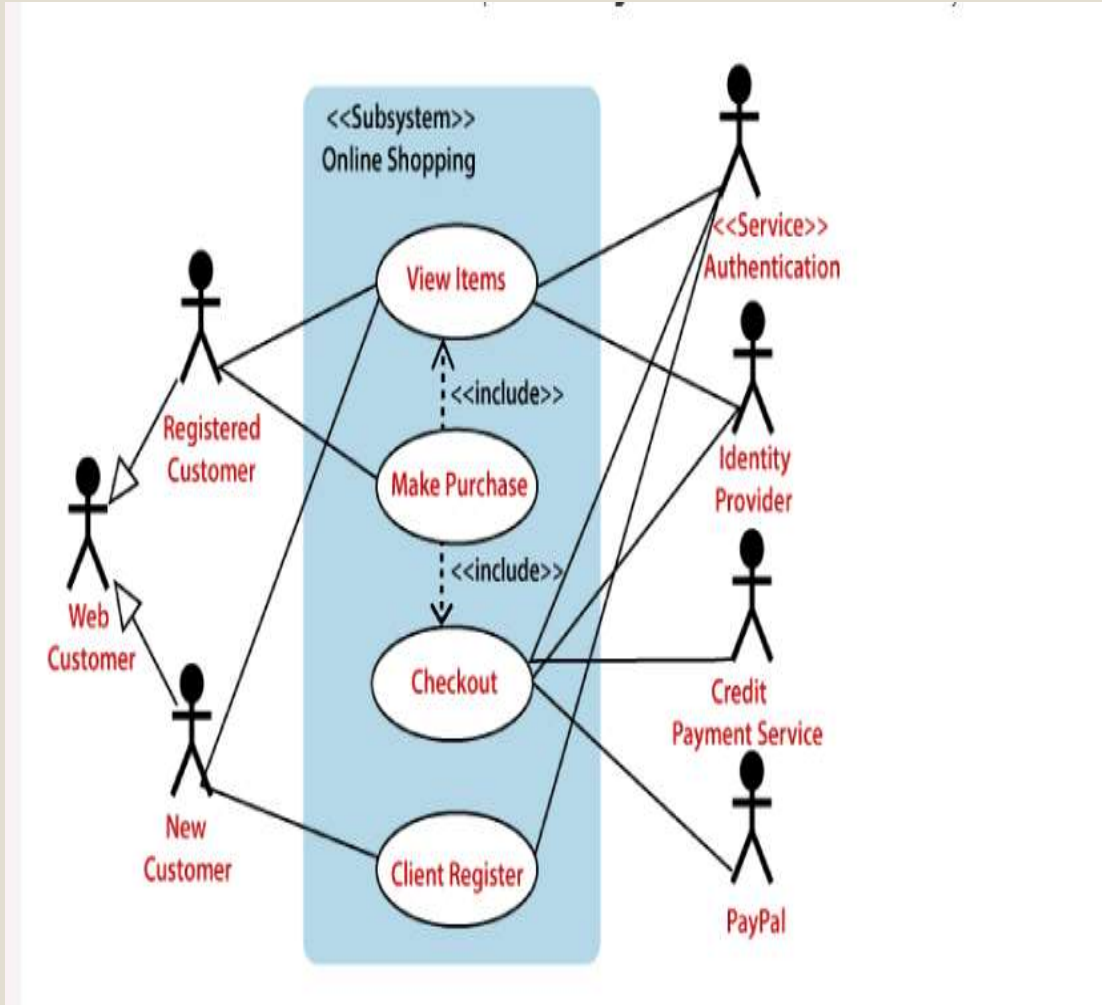 <<Subsystem>>
Online Shopping
View Items
<<include>>
Make Purchase
<<include>>
Checkout
Client Register
Registered
Customer
Web
Customer
New
Customer
<<Service>>
Authentication
Identity
Provider
Credit
Payment Service
PayPal